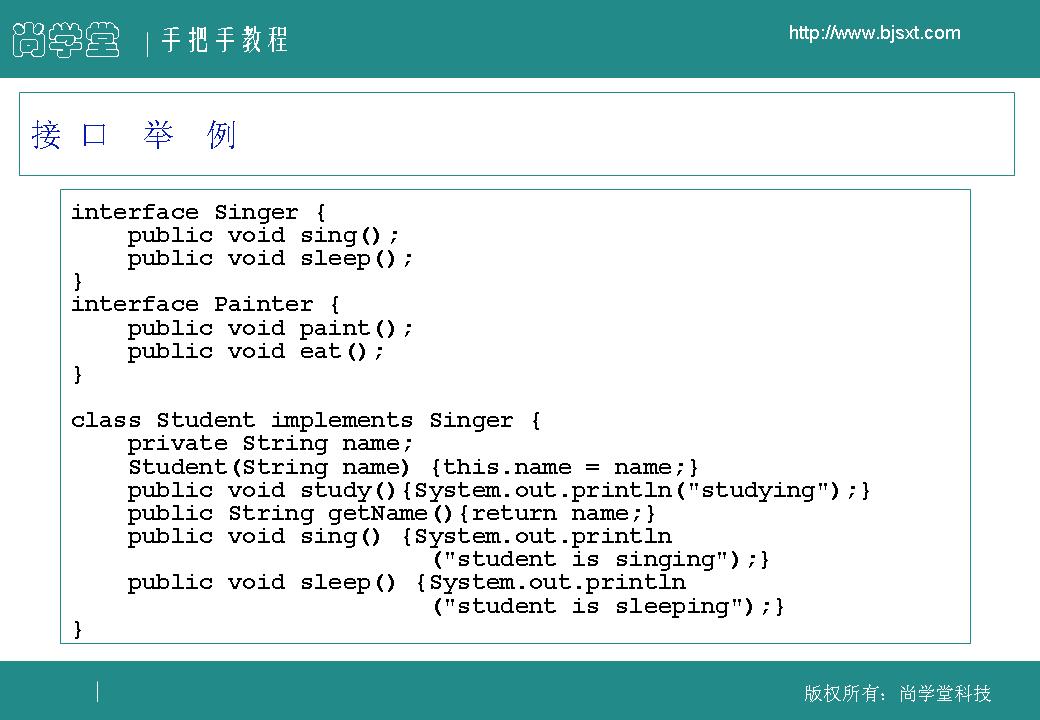 尚学堂 | 手把手教程
http://www.bjsxt.com
接 口 举 例
interface Singer {
    public void sing();
    public void sleep();
}
interface Painter {
    public void paint();
    public void eat();
}
class Student implements Singer {
    private String name;
    Student(String name) {this.name = name;}
    public void study(){System.out.println("studying");}
    public String getName(){return name;}
    public void sing() {System.out.println
                         ("student is singing");}
    public void sleep() {System.out.println
                         ("student is sleeping");}
}
版权所有：尚学堂科技